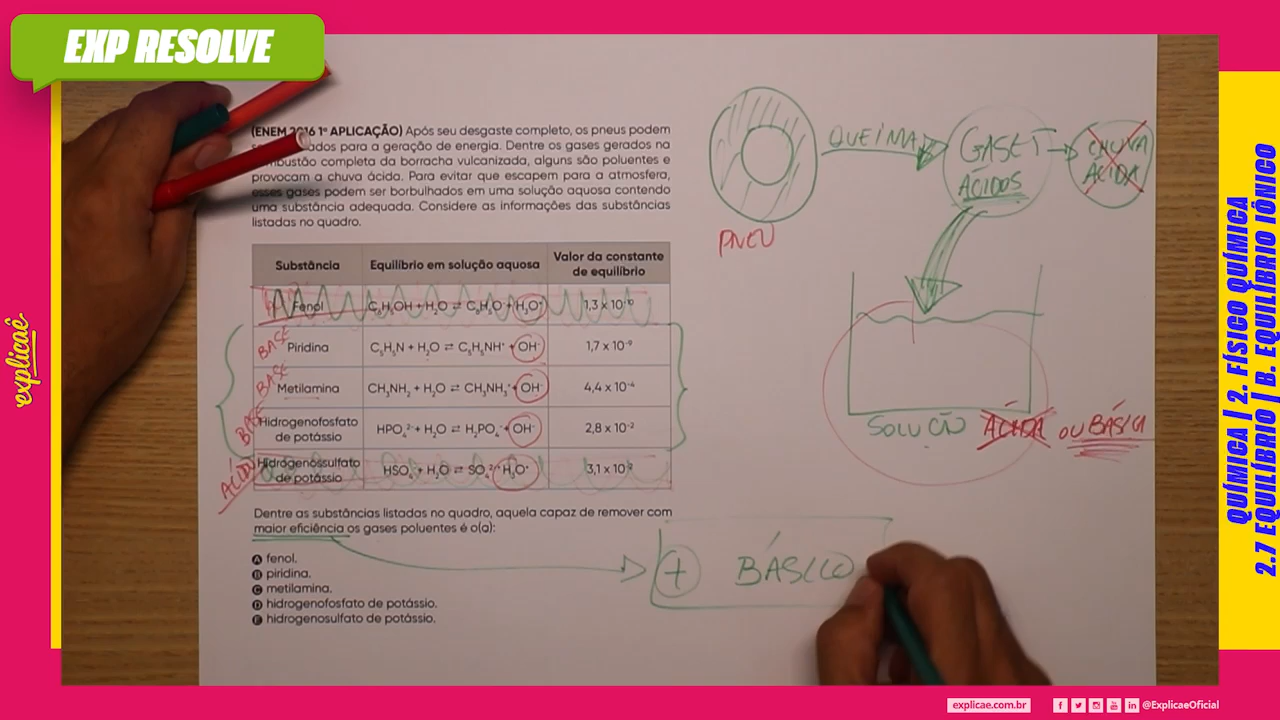 EXP RESOLVE
explicaê
(ENEM 2016 1ª APLICAÇÃO) Após seu desgaste completo, os pneus podem
para a geração de energia. Dentre os gases gerados na
combustão completa da borracha vulcanizada, alguns são poluentes e
provocam a chuva ácida. Para evitar que escapem para a atmosfera,
esses gases podem ser borbulhados em uma solução aquosa contendo
uma substância adequada. Considere as informações das substâncias
listadas no quadro.
Substância Equilíbrio em solução aquosa Valor da constante de equilíbrio
Fenol C₆H₅OH + H₂O ⇌ C₆H₅O⁻ + H₃O⁺ 1,3 x 10⁻¹⁰
BASE Piridina C₅H₅N + H₂O ⇌ C₅H₅NH⁺ + OH⁻ 1,7 x 10⁻⁹
BASE Metilamina CH₃NH₂ + H₂O ⇌ CH₃NH₃⁺ + OH⁻ 4,4 x 10⁻⁴
BASE Hidrogenofosfato de potássio HPO₄²⁻ + H₂O ⇌ H₂PO₄⁻ + OH⁻ 2,8 x 10⁻²
ÁCIDO Hidrogenossulfato de potássio HSO₄⁻ + H₂O ⇌ SO₄²⁻ + H₃O⁺ 3,1 x 10⁻²
Dentre as substâncias listadas no quadro, aquela capaz de remover com
maior eficiência os gases poluentes é o(a):
A fenol.
B piridina.
C metilamina.
D hidrogenofosfato de potássio.
E hidrogenosulfato de potássio.
PNEU
QUEIMA
GASES
ÁCIDOS
CHUVA
ÁCIDA
SOLUÇÃO ÁCIDA OU BÁSICA
+ BÁSICO
QUÍMICA | 2. FÍSICO QUÍMICA
2.7 EQUILÍBRIO | B. EQUILÍBRIO IÔNICO
explicae.com.br
@ExplicaeOficial